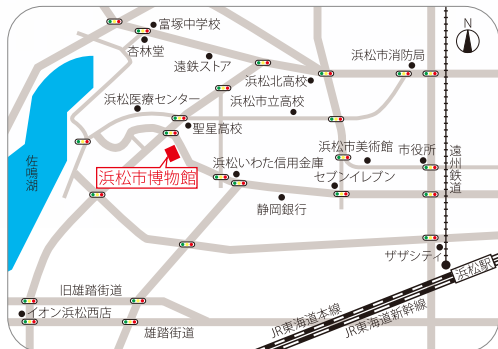 富塚中学校
N
杏林堂
遠鉄ストア
浜松市消防局
浜松北高校
浜松医療センター
浜松市立高校
聖星高校
浜松市美術館
市役所
遠州鉄道
佐鳴湖
浜松市博物館
浜松いわた信用金庫
セブンイレブン
静岡銀行
ザザシティ
浜松駅
旧雄踏街道
イオン浜松西店
雄踏街道
JR東海道本線
JR東海道新幹線